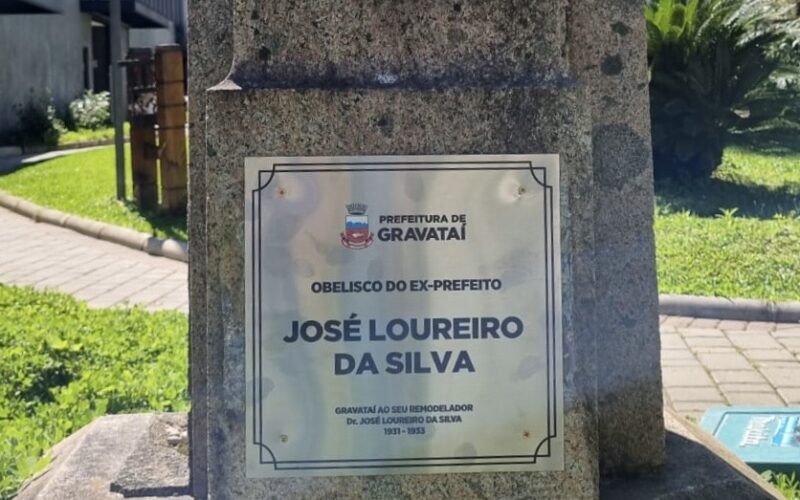 PREFEITURA DE
GRAVATAÍ
OBELISCO DO EX-PREFEITO
JOSÉ LOUREIRO
DA SILVA
GRAVATAÍ AO SEU REMODELADOR
Dr. JOSÉ LOUREIRO DA SILVA
1931 - 1933